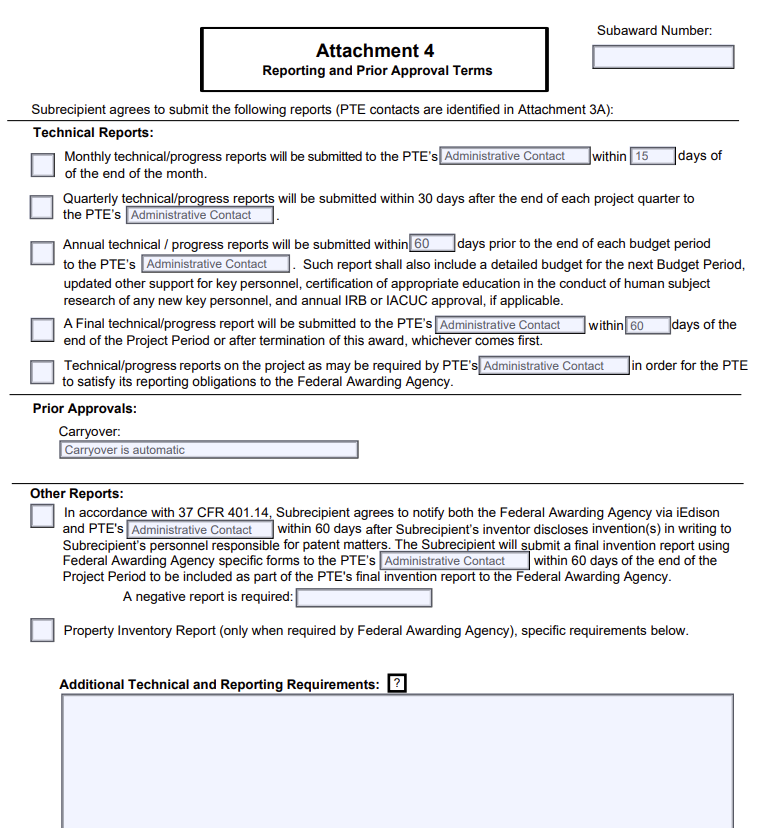 Subaward Number:
Attachment 4
Reporting and Prior Approval Terms
Subrecipient agrees to submit the following reports (PTE contacts are identified in Attachment 3A):
Technical Reports:
Monthly technical/progress reports will be submitted to the PTE's Administrative Contact within 15 days of
of the end of the month.
Quarterly technical/progress reports will be submitted within 30 days after the end of each project quarter to
the PTE's Administrative Contact .
Annual technical / progress reports will be submitted within 60 days prior to the end of each budget period
to the PTE's Administrative Contact . Such report shall also include a detailed budget for the next Budget Period,
updated other support for key personnel, certification of appropriate education in the conduct of human subject
research of any new key personnel, and annual IRB or IACUC approval, if applicable.
A Final technical/progress report will be submitted to the PTE's Administrative Contact within 60 days of the
end of the Project Period or after termination of this award, whichever comes first.
Technical/progress reports on the project as may be required by PTE's Administrative Contact in order for the PTE
to satisfy its reporting obligations to the Federal Awarding Agency.
Prior Approvals:
Carryover:
Carryover is automatic
Other Reports:
In accordance with 37 CFR 401.14, Subrecipient agrees to notify both the Federal Awarding Agency via iEdison
and PTE's Administrative Contact within 60 days after Subrecipient's inventor discloses invention(s) in writing to
Subrecipient's personnel responsible for patent matters. The Subrecipient will submit a final invention report using
Federal Awarding Agency specific forms to the PTE's Administrative Contact within 60 days of the end of the
Project Period to be included as part of the PTE's final invention report to the Federal Awarding Agency.
A negative report is required:
Property Inventory Report (only when required by Federal Awarding Agency), specific requirements below.
Additional Technical and Reporting Requirements: ?